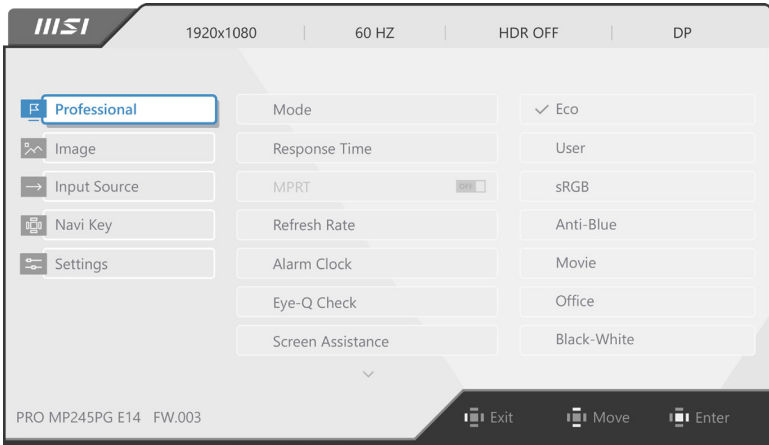 msi
1920x1080 60 HZ HDR OFF DP
Professional Mode Eco
Image Response Time User
Input Source MPRT OFF sRGB
Navi Key Refresh Rate Anti-Blue
Settings Alarm Clock Movie
Eye-Q Check Office
Screen Assistance Black-White
PRO MP245PG E14 FW.003 Exit Move Enter